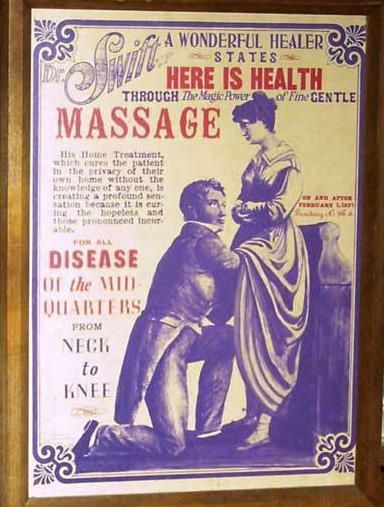 Dr. Swift, A WONDERFUL HEALER
STATES
HERE IS HEALTH
THROUGH The Magic Power of Fine GENTLE
MASSAGE
His Home Treatment,
which cures the patient
in the privacy of their
own home without the
knowledge of any one, is
creating a profound sen-
sation because it is cur-
ing the hopeless and
those pronounced incur-
able.
FOR ALL
DISEASE
OF the MID-
QUARTERS
FROM
NECK
to
KNEE
ON AND AFTER
FEBRUARY 1,